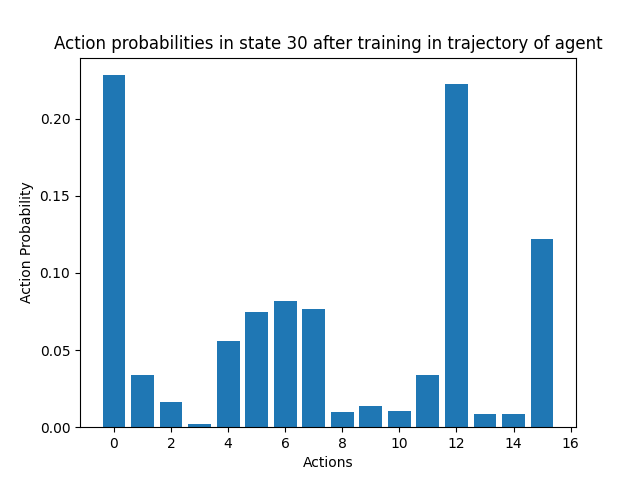 Action probabilities in state 30 after training in trajectory of agent
Action Probability
0.20
0.15
0.10
0.05
0.00
0 2 4 6 8 10 12 14 16
Actions